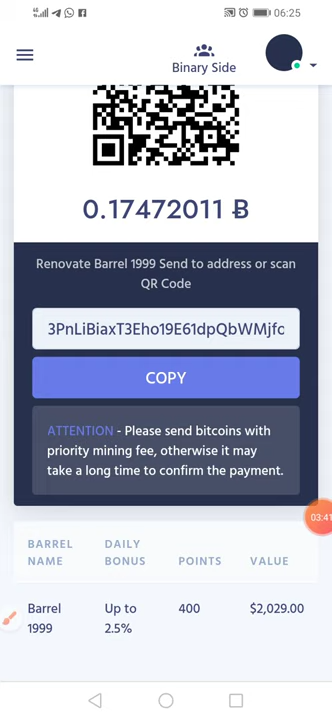 06:25
Binary Side
0.17472011 Ƀ
Renovate Barrel 1999 Send to address or scan
QR Code
3PnLiBiaxT3Eho19E61dpQbWMjfc
COPY
ATTENTION - Please send bitcoins with
priority mining fee, otherwise it may
take a long time to confirm the payment.
03:41
BARREL NAME DAILY BONUS POINTS VALUE
Barrel 1999 Up to 2.5% 400 $2,029.00